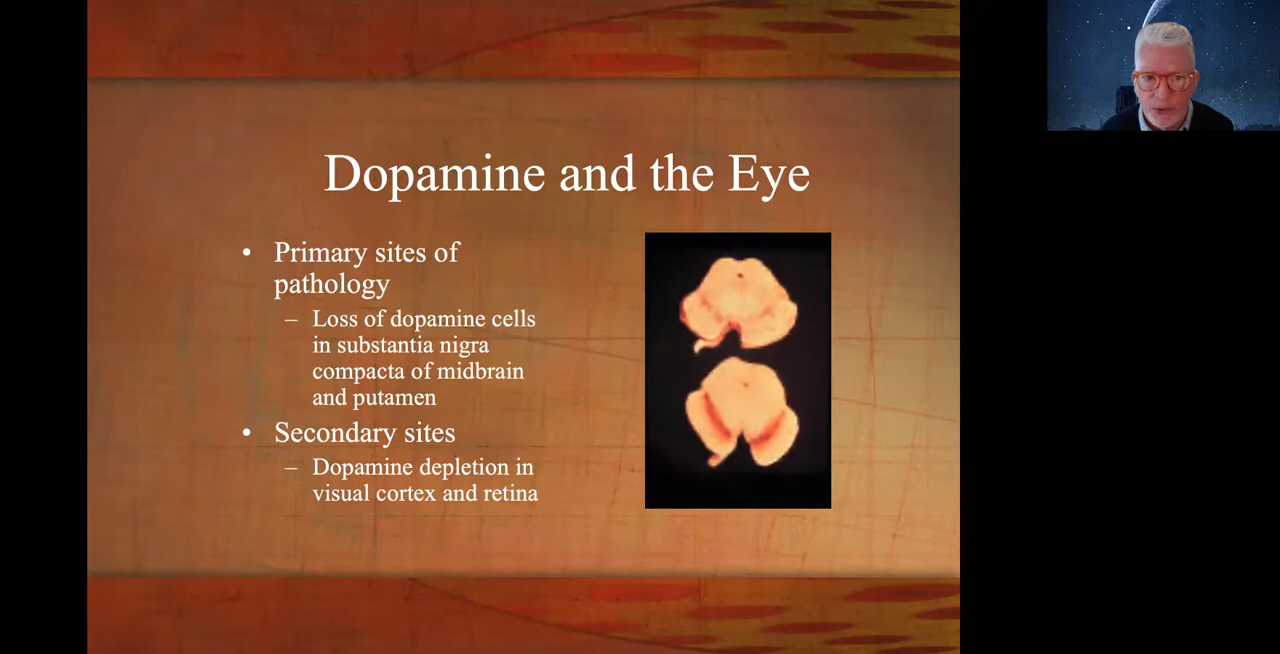 Dopamine and the Eye
• Primary sites of
pathology
– Loss of dopamine cells
in substantia nigra
compacta of midbrain
and putamen
• Secondary sites
– Dopamine depletion in
visual cortex and retina